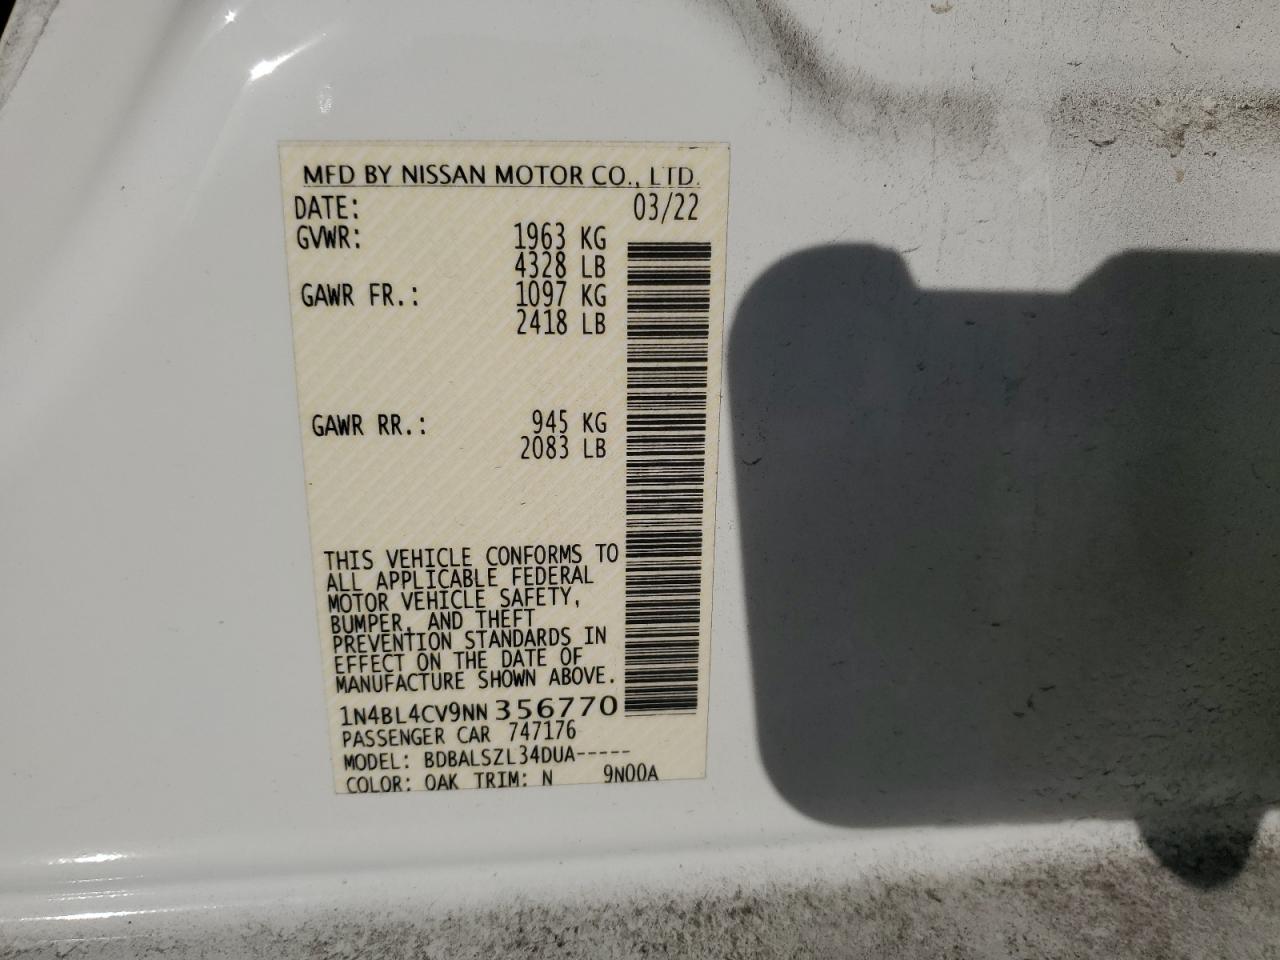 MFD BY NISSAN MOTOR CO., LTD.
DATE: 03/22
GVWR: 1963 KG
4328 LB
GAWR FR.: 1097 KG
2418 LB
GAWR RR.: 945 KG
2083 LB
THIS VEHICLE CONFORMS TO
ALL APPLICABLE FEDERAL
MOTOR VEHICLE SAFETY,
BUMPER, AND THEFT
PREVENTION STANDARDS IN
EFFECT ON THE DATE OF
MANUFACTURE SHOWN ABOVE.
1N4BL4CV9NN356770
PASSENGER CAR 747176
MODEL: BDBALSZL34DUA-----
COLOR: QAK TRIM: N 9N00A